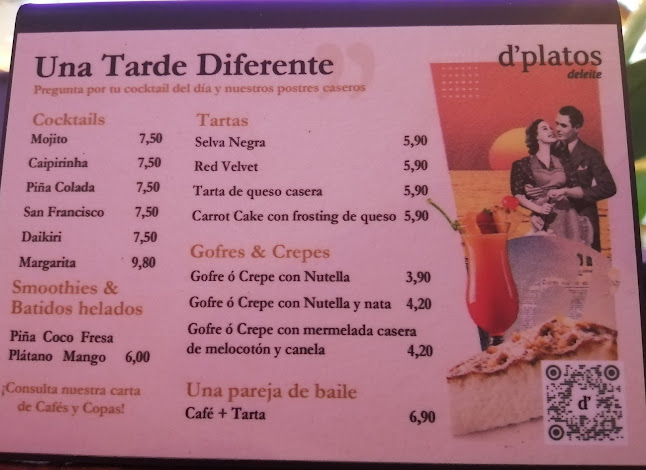 Una Tarde Diferente
Pregunta por tu cocktail del día y nuestros postres caseros
d'platos
deleite
Cocktails
Mojito 7,50
Caipirinha 7,50
Piña Colada 7,50
San Francisco 7,50
Daikiri 7,50
Margarita 9,80
Smoothies &
Batidos helados
Piña Coco Fresa
Plátano Mango 6,00
¡Consulta nuestra carta
de Cafés y Copas!
Tartas
Selva Negra 5,90
Red Velvet 5,90
Tarta de queso casera 5,90
Carrot Cake con frosting de queso 5,90
Gofres & Crepes
Gofre ó Crepe con Nutella 3,90
Gofre ó Crepe con Nutella y nata 4,20
Gofre ó Crepe con mermelada casera
de melocotón y canela 4,20
Una pareja de baile
Café + Tarta 6,90
d'